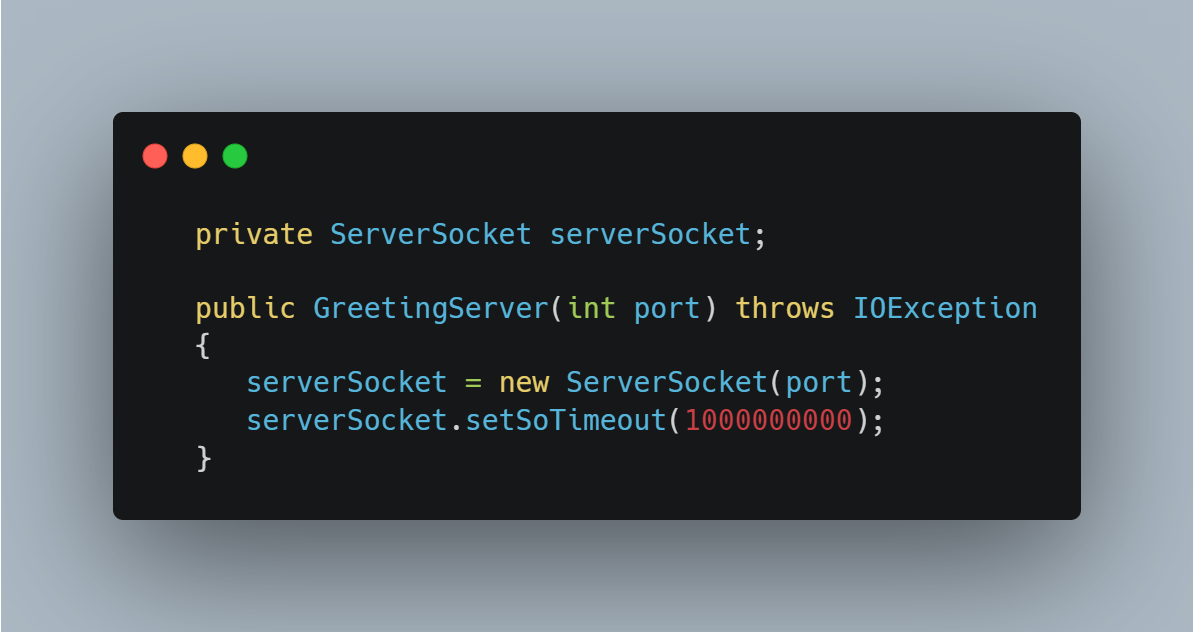 private ServerSocket serverSocket;
public GreetingServer(int port) throws IOException
{
serverSocket = new ServerSocket(port);
serverSocket.setSoTimeout(1000000000);
}